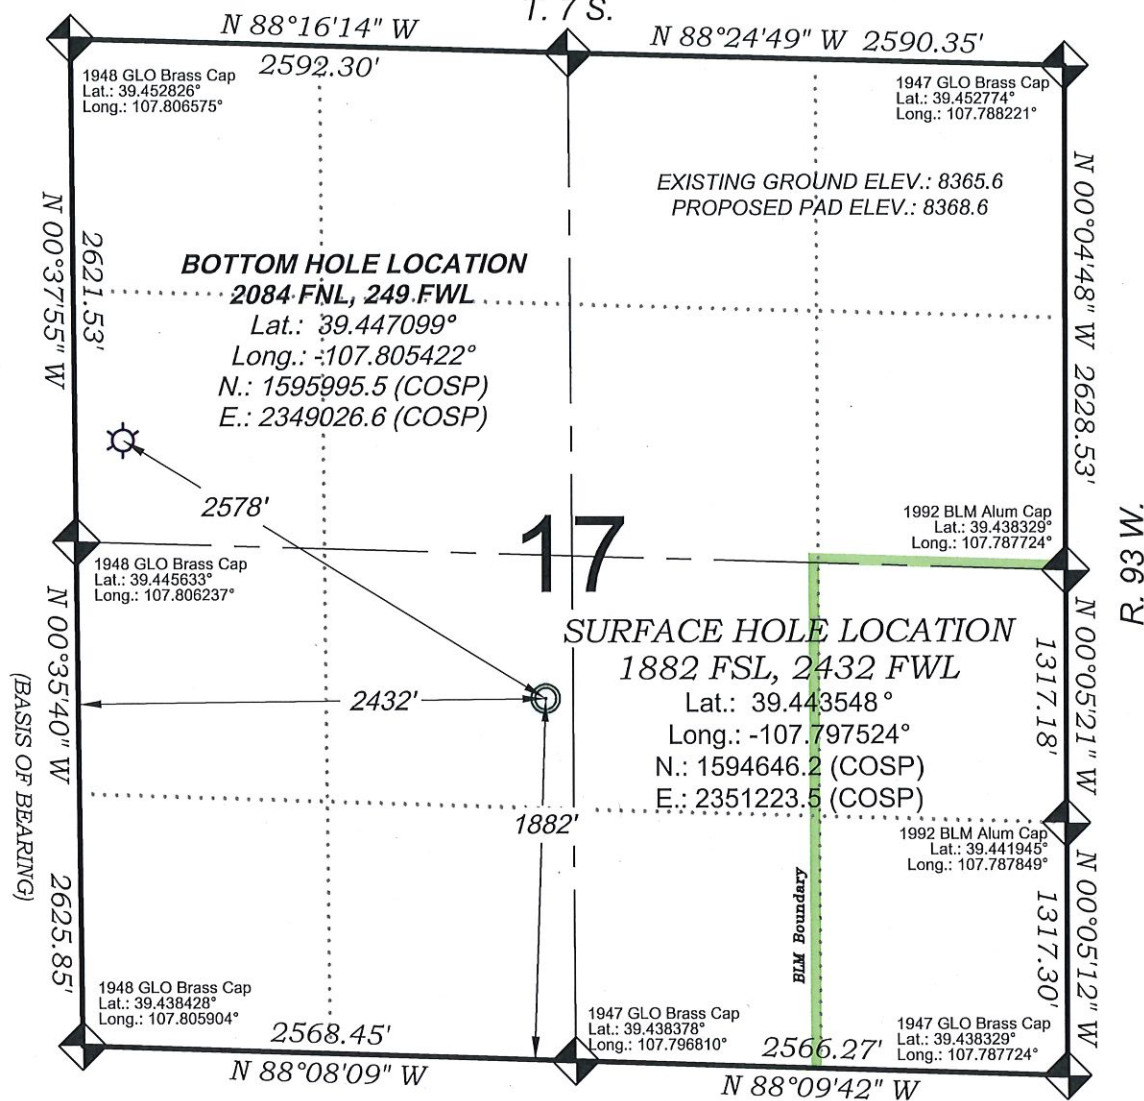 T. 7 S.
N 88°16'14" W
2592.30'
N 88°24'49" W 2590.35'
1948 GLO Brass Cap
Lat.: 39.452826°
Long.: 107.806575°
1947 GLO Brass Cap
Lat.: 39.452774°
Long.: 107.788221°
EXISTING GROUND ELEV.: 8365.6
PROPOSED PAD ELEV.: 8368.6
N 00°37'55" W
2621.53'
N 00°04'48" W 2628.53'
BOTTOM HOLE LOCATION
2084 FNL, 249 FWL
Lat.: 39.447099°
Long.: -107.805422°
N.: 1595995.5 (COSP)
E.: 2349026.6 (COSP)
2578'
17
1992 BLM Alum Cap
Lat.: 39.438329°
Long.: 107.787724°
R. 93 W.
1948 GLO Brass Cap
Lat.: 39.445633°
Long.: 107.806237°
SURFACE HOLE LOCATION
1882 FSL, 2432 FWL
Lat.: 39.443548°
Long.: -107.797524°
N.: 1594646.2 (COSP)
E.: 2351223.5 (COSP)
N 00°35'40" W
(BASIS OF BEARING)
2625.85'
2432'
1882'
N 00°05'21" W
1317.18'
1992 BLM Alum Cap
Lat.: 39.441945°
Long.: 107.787849°
BLM Boundary
N 00°05'12" W
1317.30'
1948 GLO Brass Cap
Lat.: 39.438428°
Long.: 107.805904°
2568.45'
N 88°08'09" W
1947 GLO Brass Cap
Lat.: 39.438378°
Long.: 107.796810°
2566.27'
N 88°09'42" W
1947 GLO Brass Cap
Lat.: 39.438329°
Long.: 107.787724°